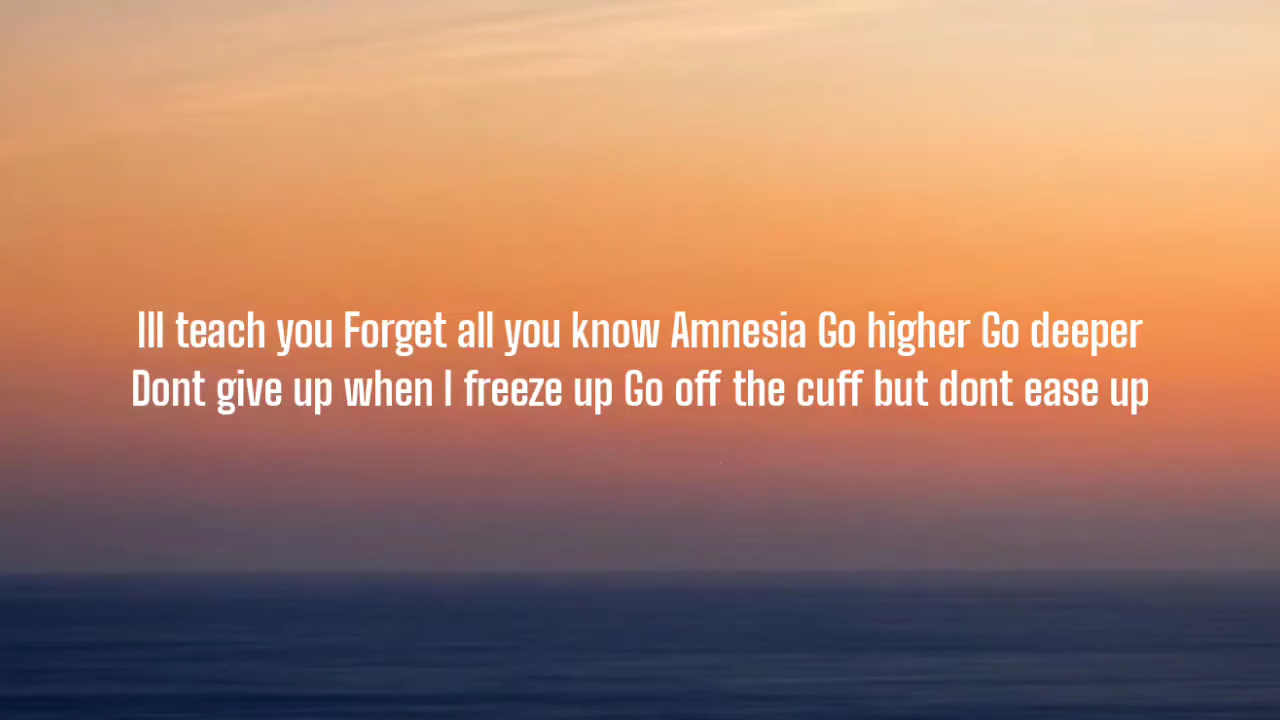 Ill teach you Forget all you know Amnesia Go higher Go deeper
Dont give up when I freeze up Go off the cuff but dont ease up